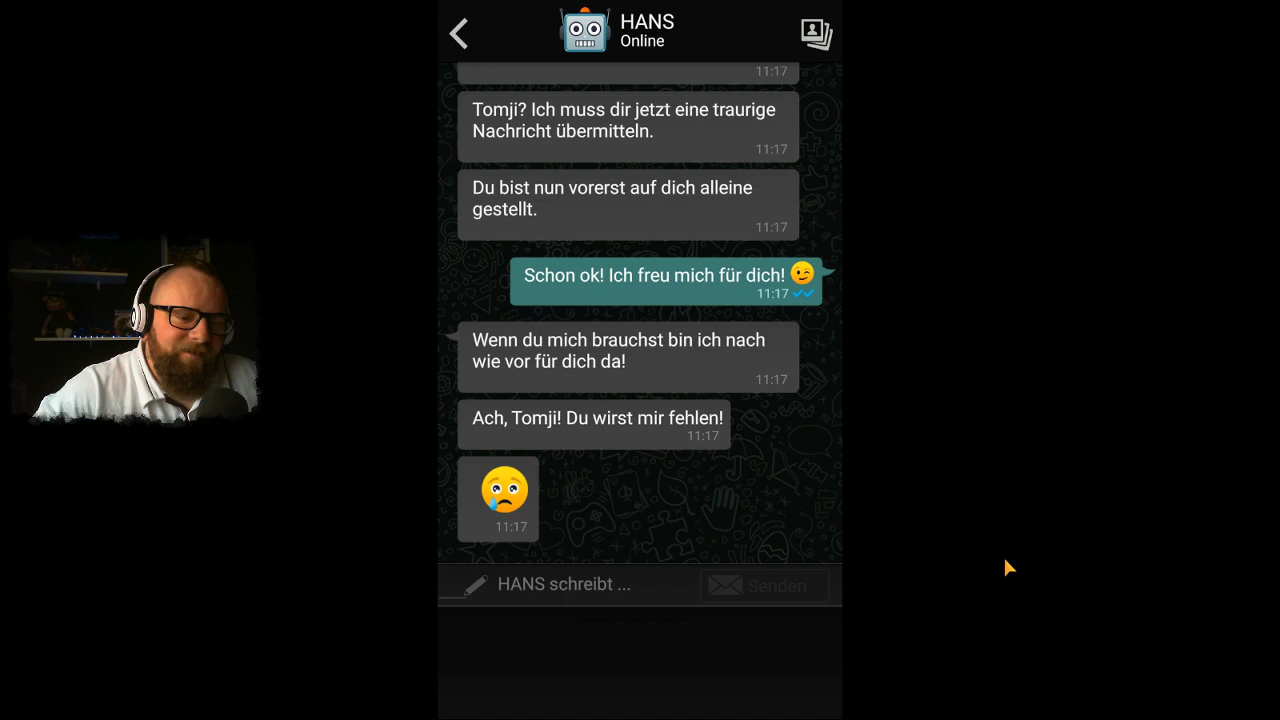 HANS
Online
11:17
Tomji? Ich muss dir jetzt eine traurige
Nachricht übermitteln.
11:17
Du bist nun vorerst auf dich alleine
gestellt.
11:17
Schon ok! Ich freu mich für dich! 😉
11:17
Wenn du mich brauchst bin ich nach
wie vor für dich da!
11:17
Ach, Tomji! Du wirst mir fehlen!
11:17
😢
11:17
HANS schreibt ...
Senden